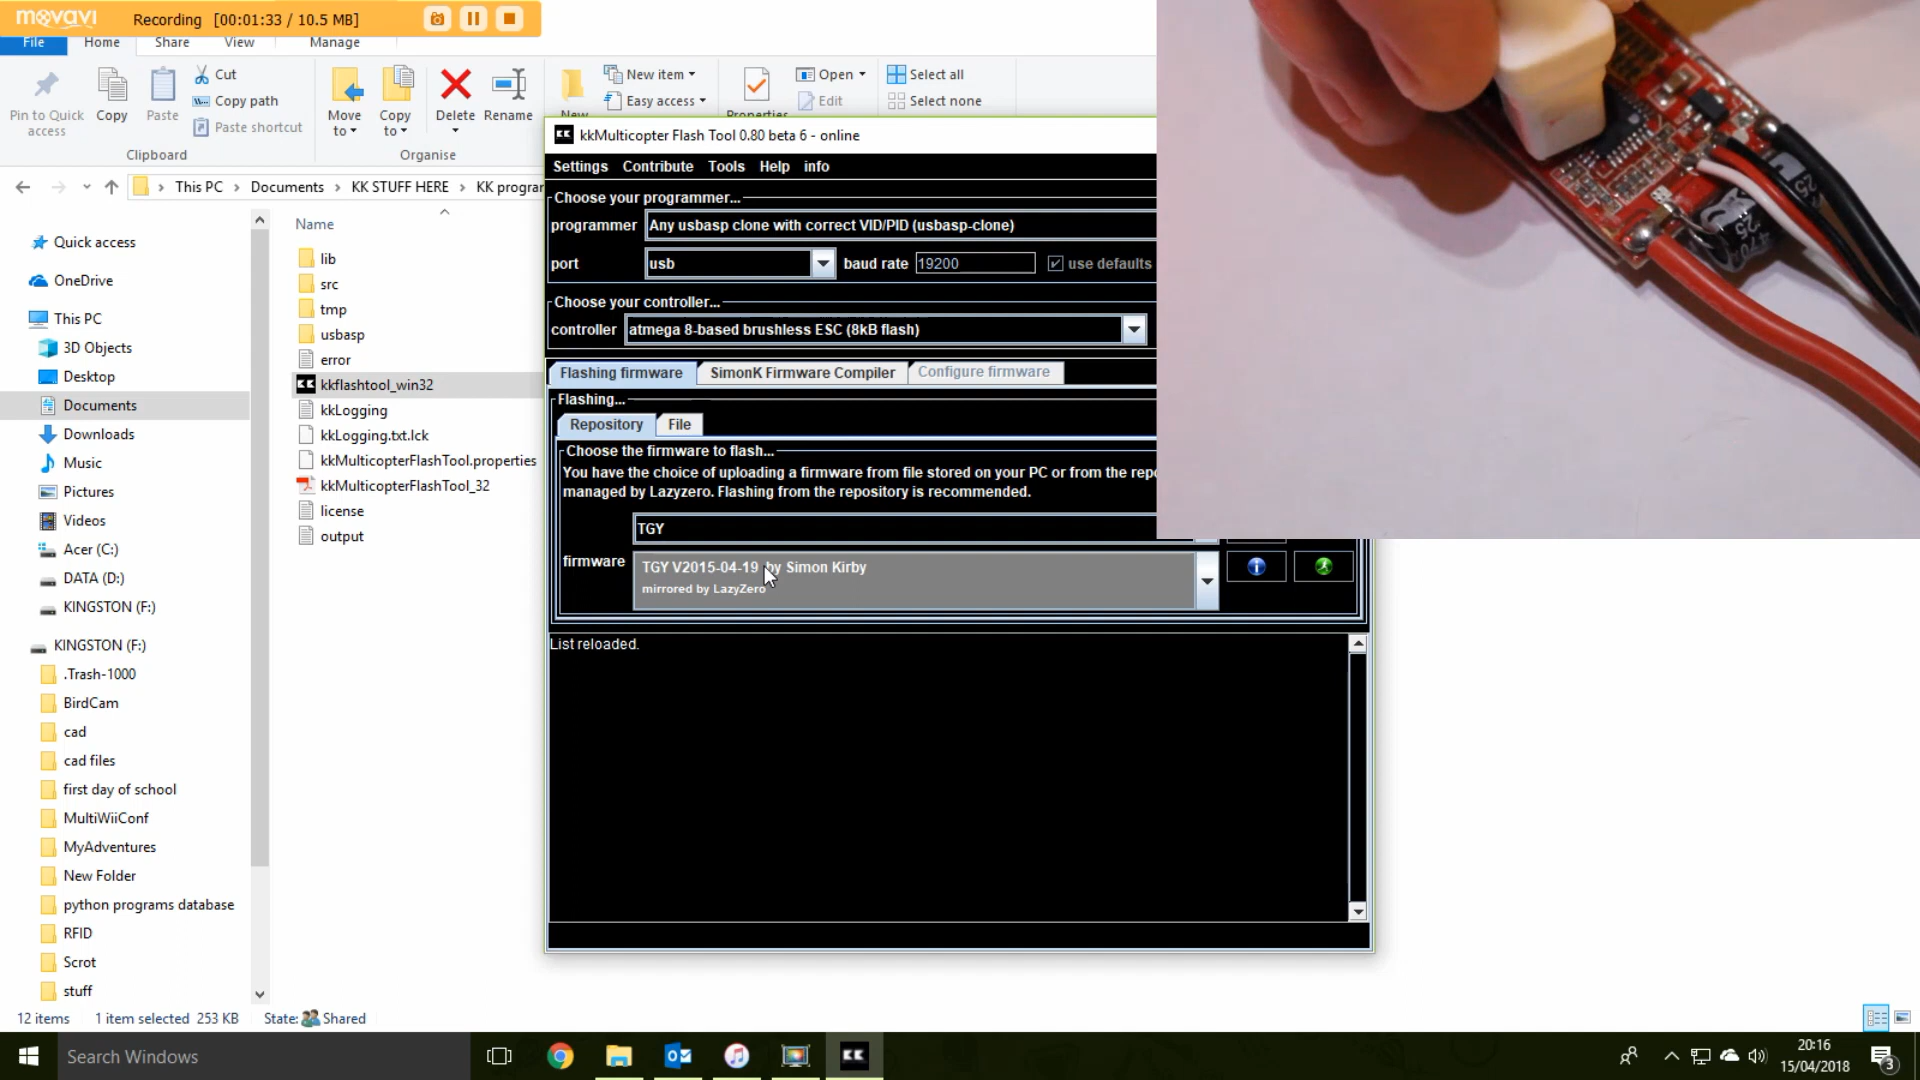 movavi Recording [00:01:33 / 10.5 MB]
File Home Share View Manage
Pin to Quick access
Copy
Paste
Cut
Copy path
Paste shortcut
Clipboard
Move to
Copy to
Delete
Rename
Organise
New
New item
Easy access
Properties
Open
Edit
Select all
Select none
This PC > Documents > KK STUFF HERE > KK progra
Quick access
OneDrive
This PC
3D Objects
Desktop
Documents
Downloads
Music
Pictures
Videos
Acer (C:)
DATA (D:)
KINGSTON (F:)
KINGSTON (F:)
.Trash-1000
BirdCam
cad
cad files
first day of school
MultiWiiConf
MyAdventures
New Folder
python programs database
RFID
Scrot
stuff
Name
lib
src
tmp
usbasp
error
kkflashtool_win32
kkLogging
kkLogging.txt.lck
kkMulticopterFlashTool.properties
kkMulticopterFlashTool_32
license
output
12 items 1 item selected 253 KB State: Shared
kkMulticopter Flash Tool 0.80 beta 6 - online
Settings Contribute Tools Help info
Choose your programmer...
programmer Any usbasp clone with correct VID/PID (usbasp-clone)
port usb baud rate 19200 use defaults
Choose your controller...
controller atmega 8-based brushless ESC (8kB flash)
Flashing firmware SimonK Firmware Compiler Configure firmware
Flashing...
Repository File
Choose the firmware to flash...
You have the choice of uploading a firmware from file stored on your PC or from the repo
managed by Lazyzero. Flashing from the repository is recommended.
TGY
firmware TGY V2015-04-19 by Simon Kirby
mirrored by LazyZero
List reloaded.
25
25
470
Search Windows
20:16
15/04/2018
3